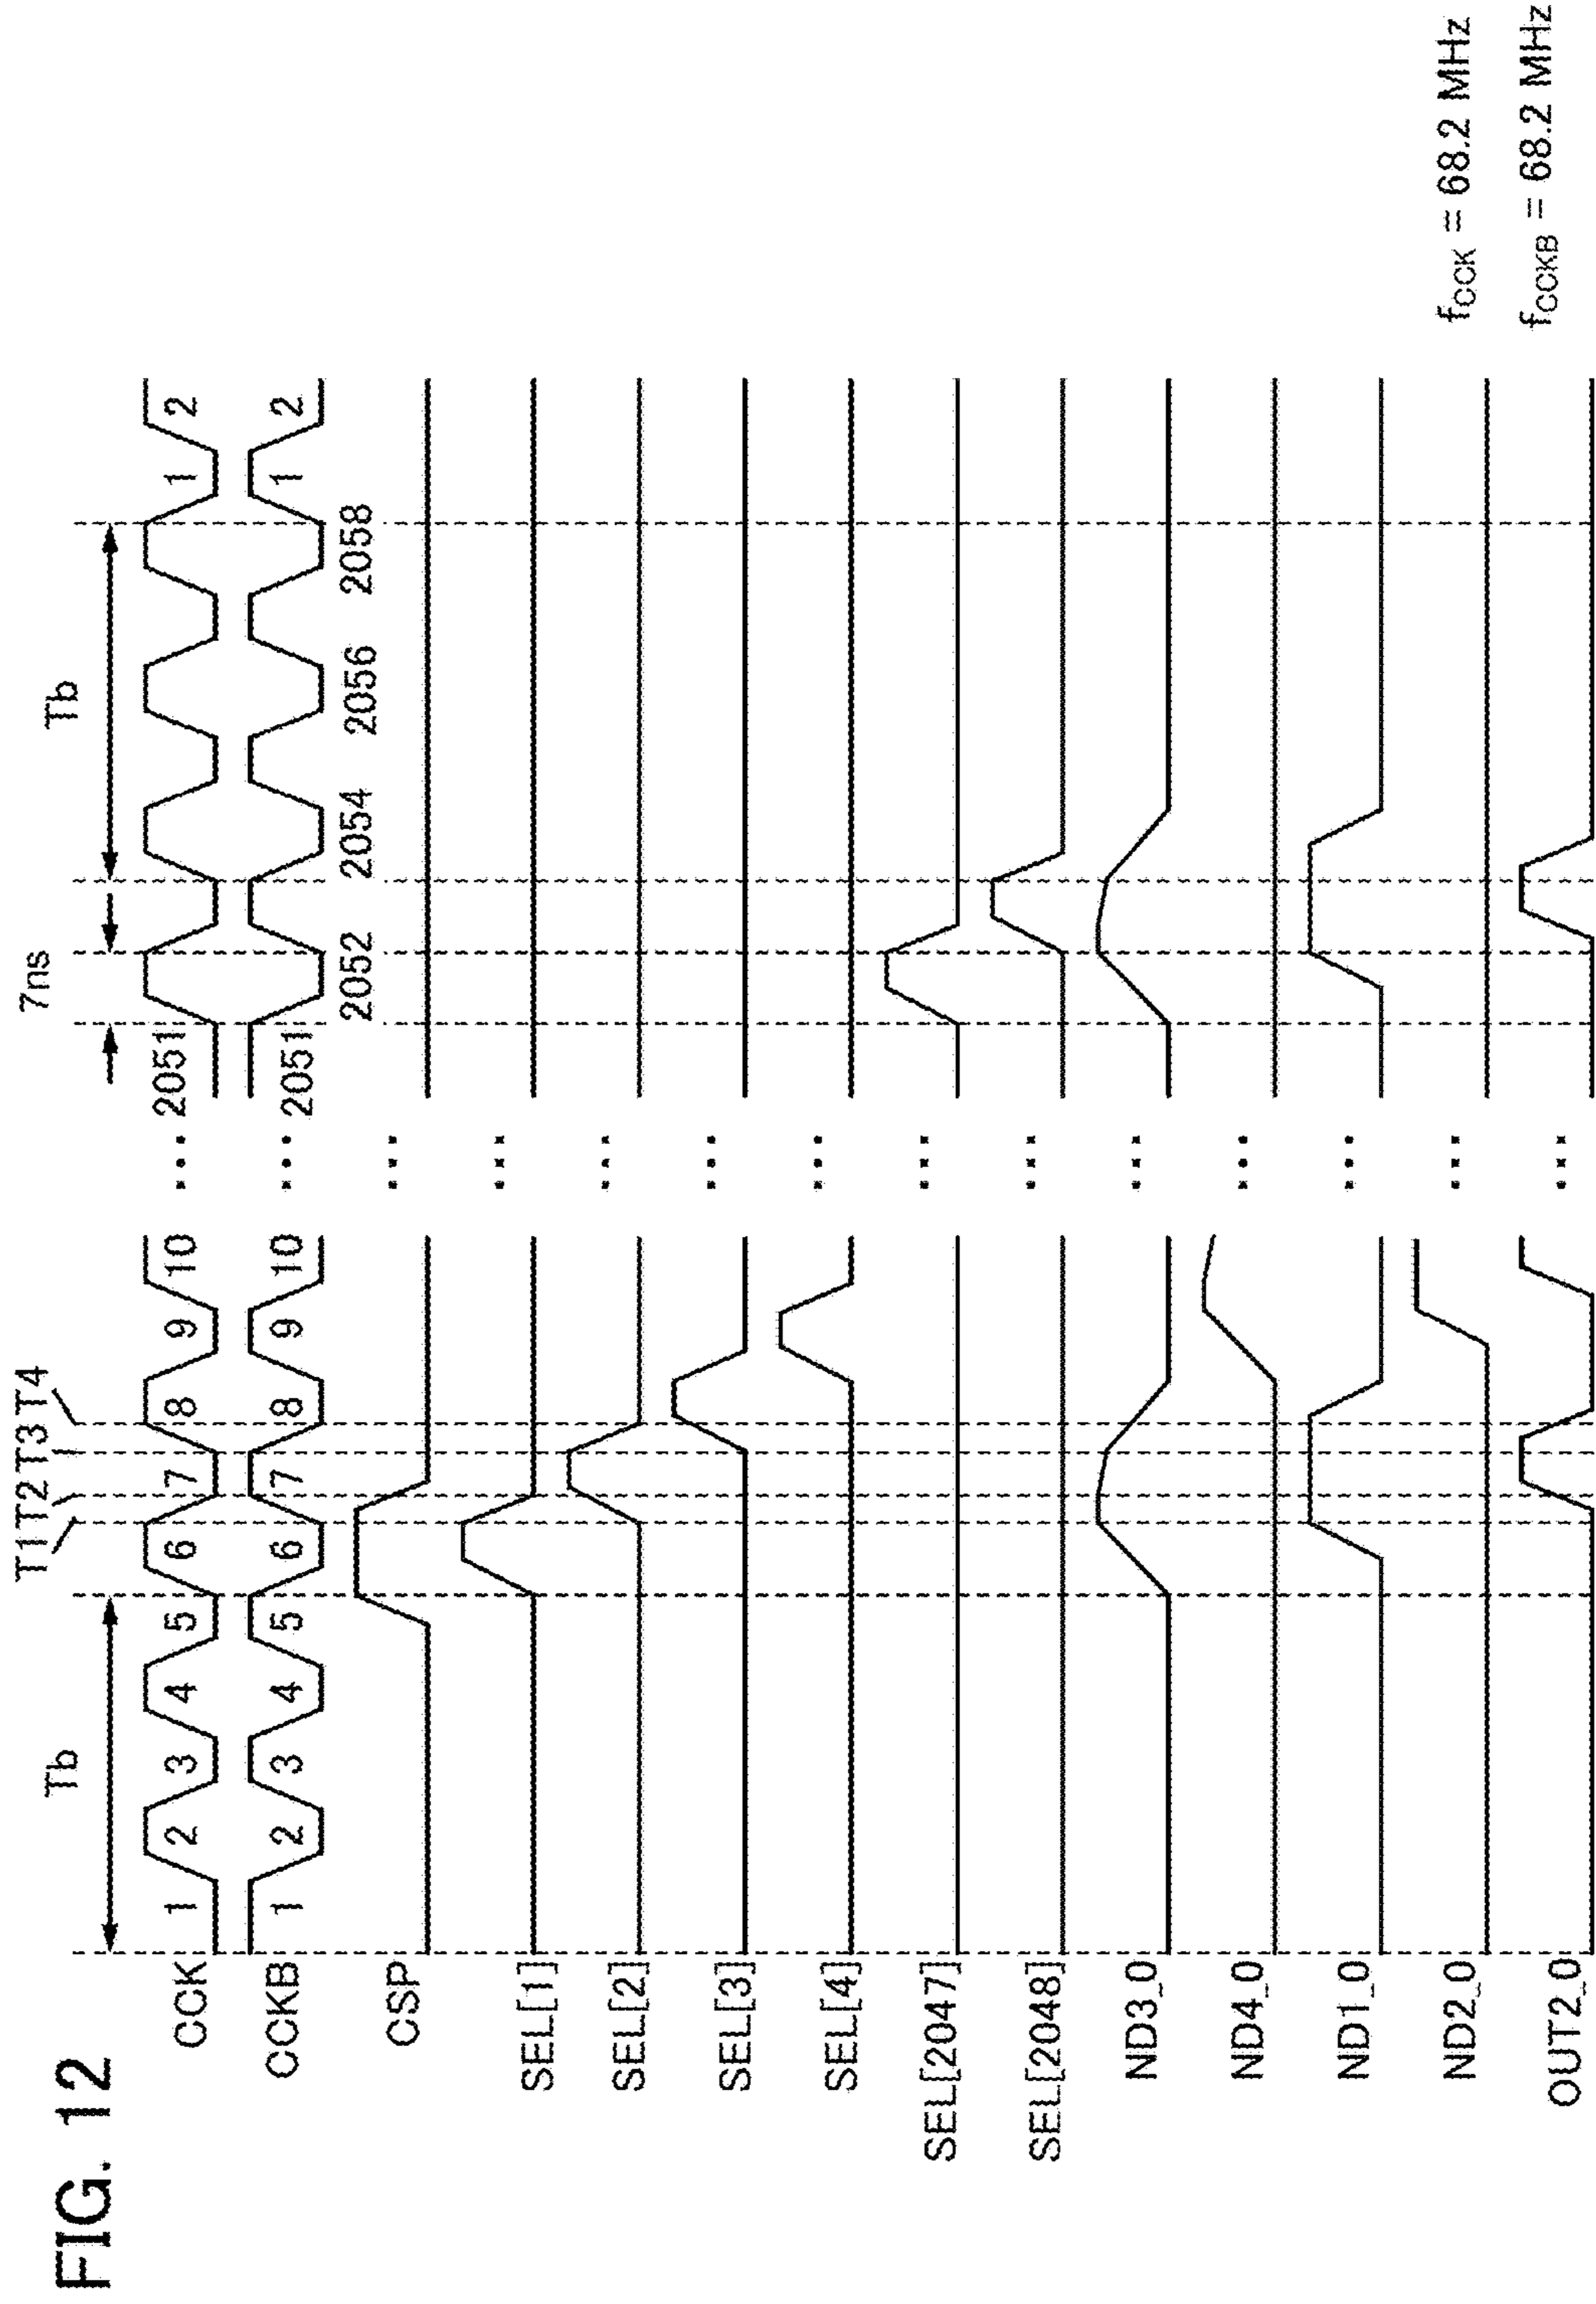 FIG. 12
Tb
T1 T2 T3 T4
7ns
Tb
CCK 1 2 3 4 5 6 7 8 9 10 ••• 2051 1 2
CCKB 1 2 3 4 5 6 7 8 9 10 ••• 2051 1 2
2052 2054 2056 2058
CSP •••
SEL[1] •••
SEL[2] •••
SEL[3] •••
SEL[4] •••
SEL[2047] •••
SEL[2048] •••
ND3_0 •••
ND4_0 •••
ND1_0 •••
ND2_0 •••
OUT2_0 •••
fCCK = 68.2 MHz
fCCKB = 68.2 MHz